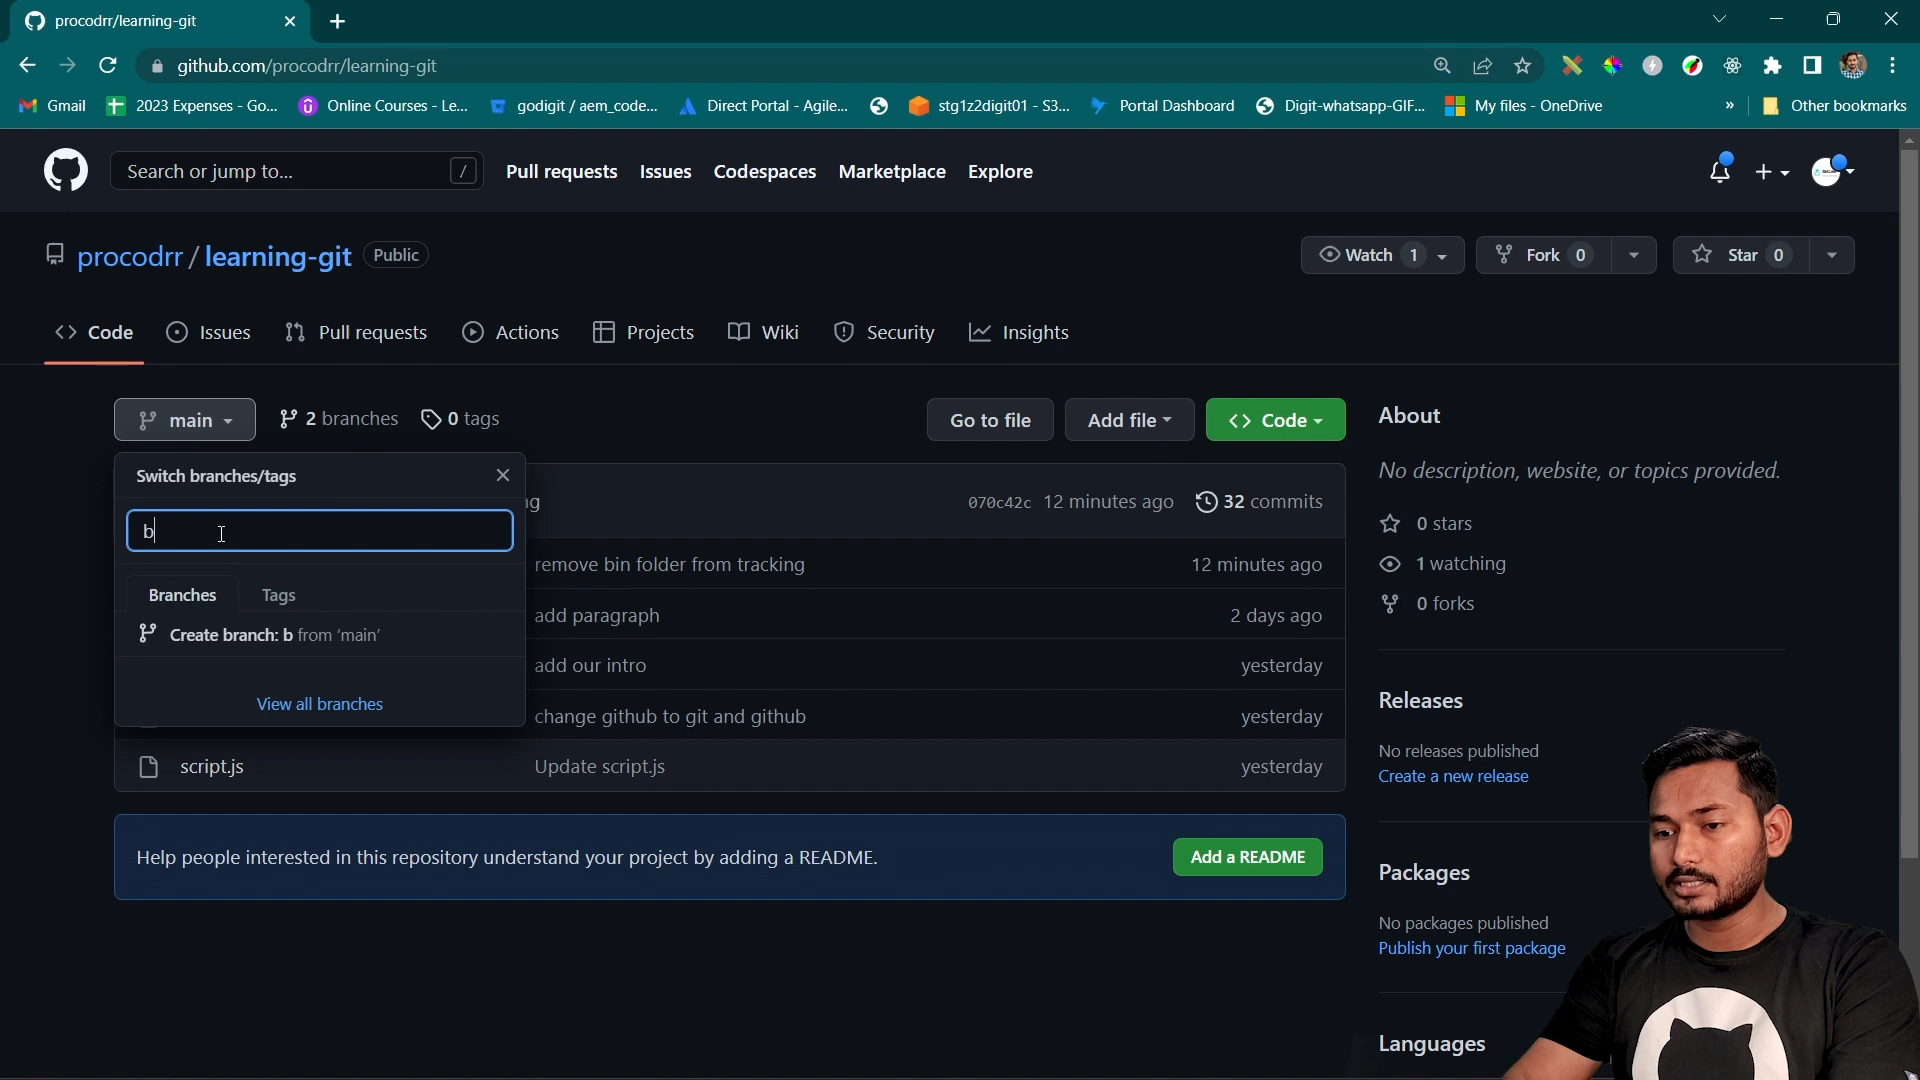 procodrr/learning-git
github.com/procodrr/learning-git
Gmail 2023 Expenses - Go... Online Courses - Le... godigit / aem_code... Direct Portal - Agile... stg1z2digit01 - S3... Portal Dashboard Digit-whatsapp-GIF... My files - OneDrive » Other bookmarks
Search or jump to... / Pull requests Issues Codespaces Marketplace Explore
procodrr / learning-git Public Watch 1 Fork 0 Star 0
Code Issues Pull requests Actions Projects Wiki Security Insights
main 2 branches 0 tags Go to file Add file Code
Switch branches/tags
b
Branches Tags
Create branch: b from ‘main’
View all branches
ng 070c42c 12 minutes ago 32 commits
remove bin folder from tracking 12 minutes ago
add paragraph 2 days ago
add our intro yesterday
change github to git and github yesterday
script.js Update script.js yesterday
Help people interested in this repository understand your project by adding a README. Add a README
About
No description, website, or topics provided.
0 stars
1 watching
0 forks
Releases
No releases published
Create a new release
Packages
No packages published
Publish your first package
Languages